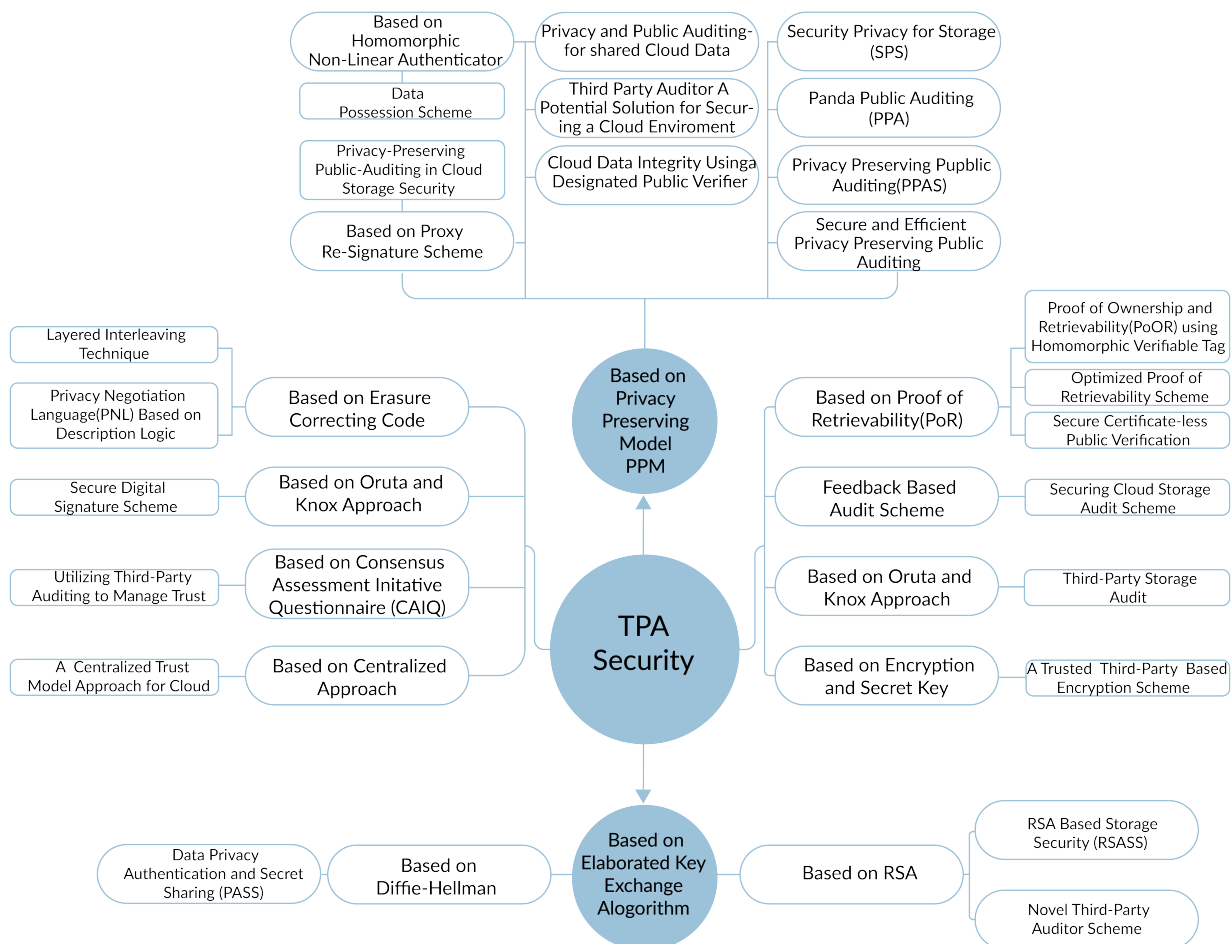 Based on
Homomorphic
Non-Linear Authenticator
Data
Possession Scheme
Privacy-Preserving
Public-Auditing in Cloud
Storage Security
Based on Proxy
Re-Signature Scheme
Privacy and Public Auditing-
for shared Cloud Data
Third Party Auditor A
Potential Solution for Secur-
ing a Cloud Enviroment
Cloud Data Integrity Usinga
Designated Public Verifier
Security Privacy for Storage
(SPS)
Panda Public Auditing
(PPA)
Privacy Preserving Pupblic
Auditing(PPAS)
Secure and Efficient
Privacy Preserving Public
Auditing
Based on
Privacy
Preserving
Model
PPM
Layered Interleaving
Technique
Privacy Negotiation
Language(PNL) Based on
Description Logic
Based on Erasure
Correcting Code
Secure Digital
Signature Scheme
Based on Oruta and
Knox Approach
Utilizing Third-Party
Auditing to Manage Trust
Based on Consensus
Assessment Initative
Questionnaire (CAIQ)
A Centralized Trust
Model Approach for Cloud
Based on Centralized
Approach
TPA
Security
Based on Proof of
Retrievability(PoR)
Proof of Ownership and
Retrievability(PoOR) using
Homomorphic Verifiable Tag
Optimized Proof of
Retrievability Scheme
Secure Certificate-less
Public Verification
Feedback Based
Audit Scheme
Securing Cloud Storage
Audit Scheme
Based on Oruta and
Knox Approach
Third-Party Storage
Audit
Based on Encryption
and Secret Key
A Trusted Third-Party Based
Encryption Scheme
Data Privacy
Authentication and Secret
Sharing (PASS)
Based on
Diffie-Hellman
Based on
Elaborated Key
Exchange
Alogorithm
Based on RSA
RSA Based Storage
Security (RSASS)
Novel Third-Party
Auditor Scheme